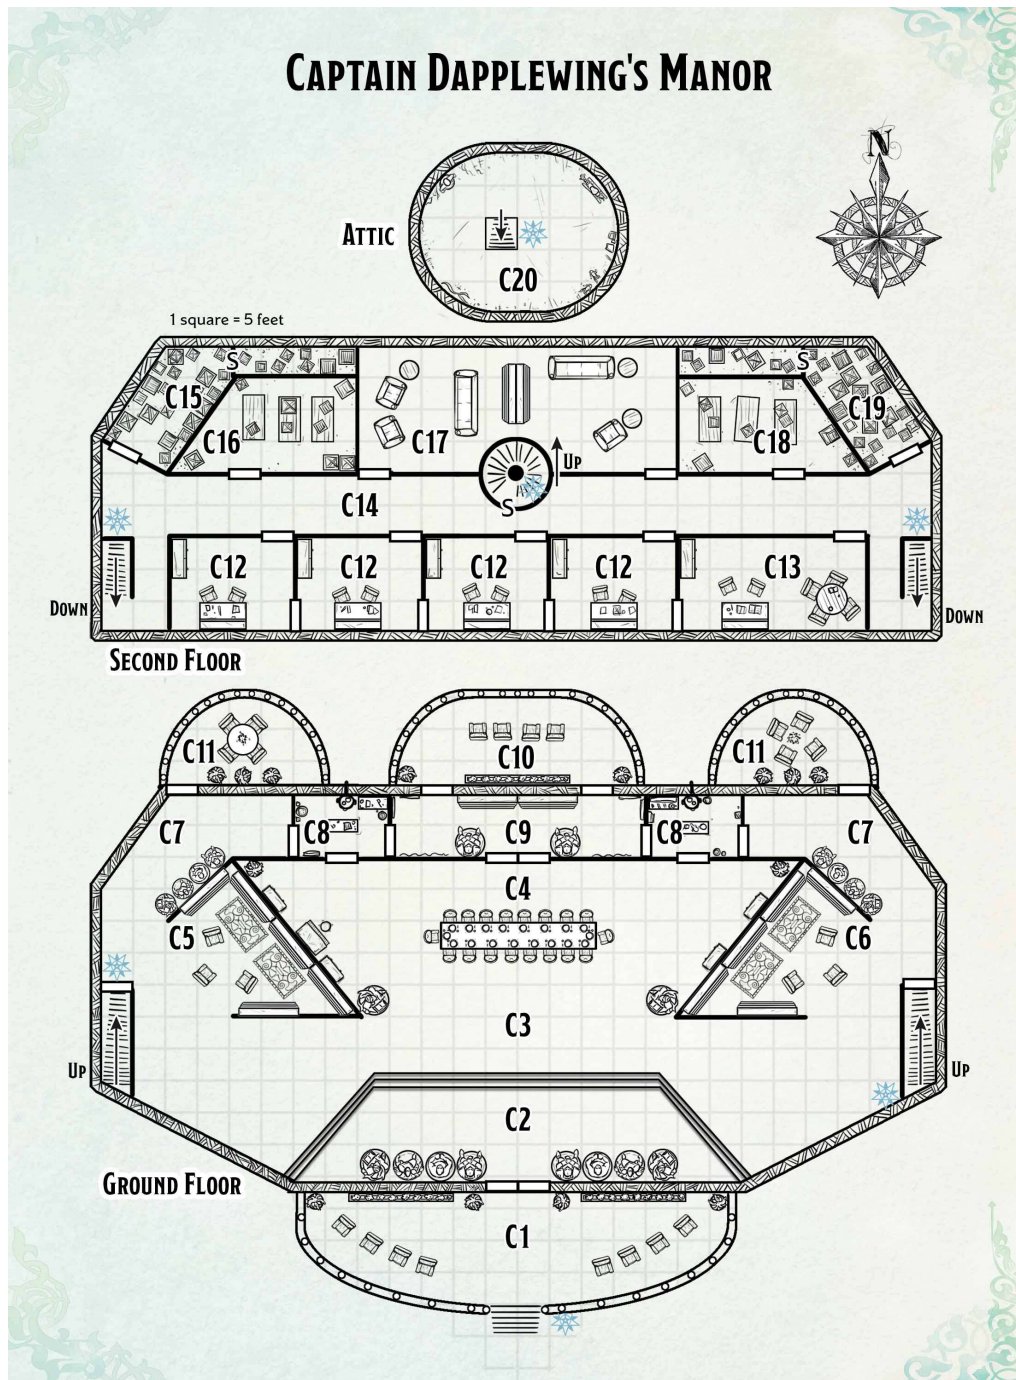 CAPTAIN DAPPLEWING'S MANOR
N
ATTIC
C20
1 square = 5 feet
S
S
C15
C19
C16
C17
C18
UP
C14
S
C12
C12
C12
C12
C13
DOWN
DOWN
SECOND FLOOR
C11
C10
C11
C7
C8
C9
C8
C7
C4
C5
C6
C3
UP
UP
C2
GROUND FLOOR
C1